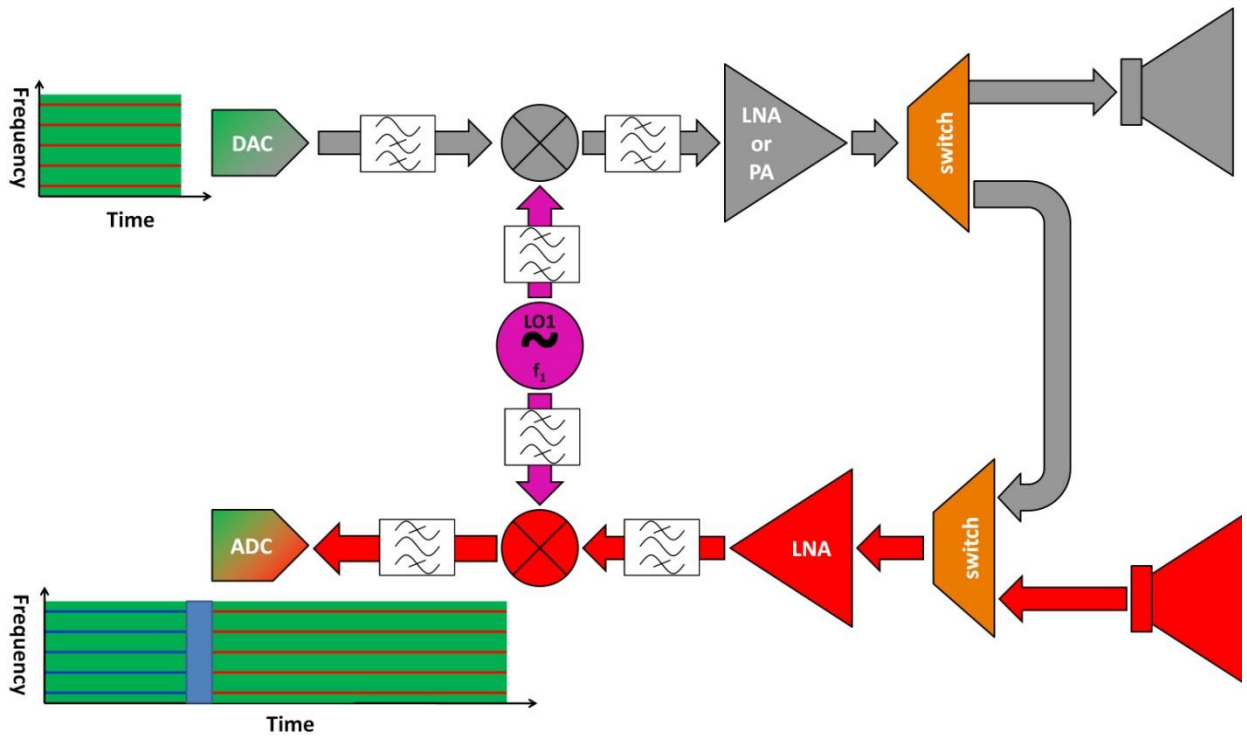 Frequency
Time
DAC
LNA
or
PA
switch
LO1
~
f₁
ADC
LNA
switch
Frequency
Time